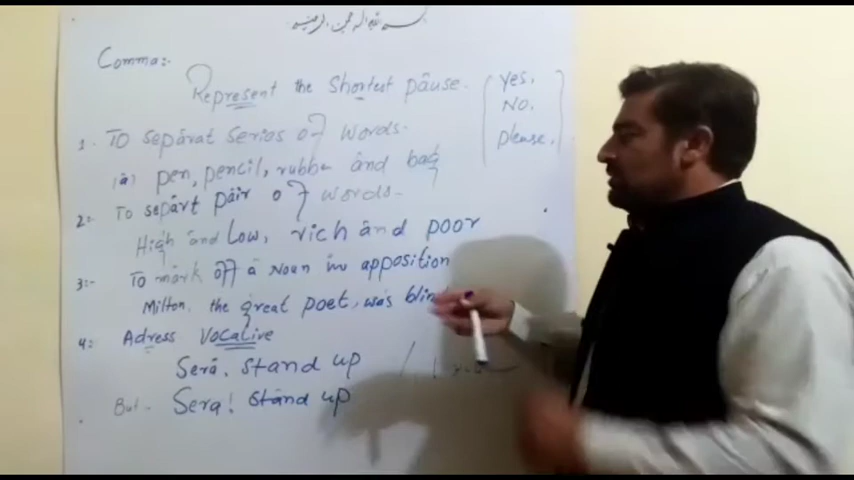 Comma:-
Represent the Shortest pause.
Yes,
No,
please,
1. To separat Series of words.
(a) pen, pencil, rubber and bag
2:- To separt pair of words.
High and Low, rich and poor
3:- To mark off a Noun in apposition
Milton, the great poet, was blind
4: Adress Vocative
Sera, stand up
But. Sera! stand up